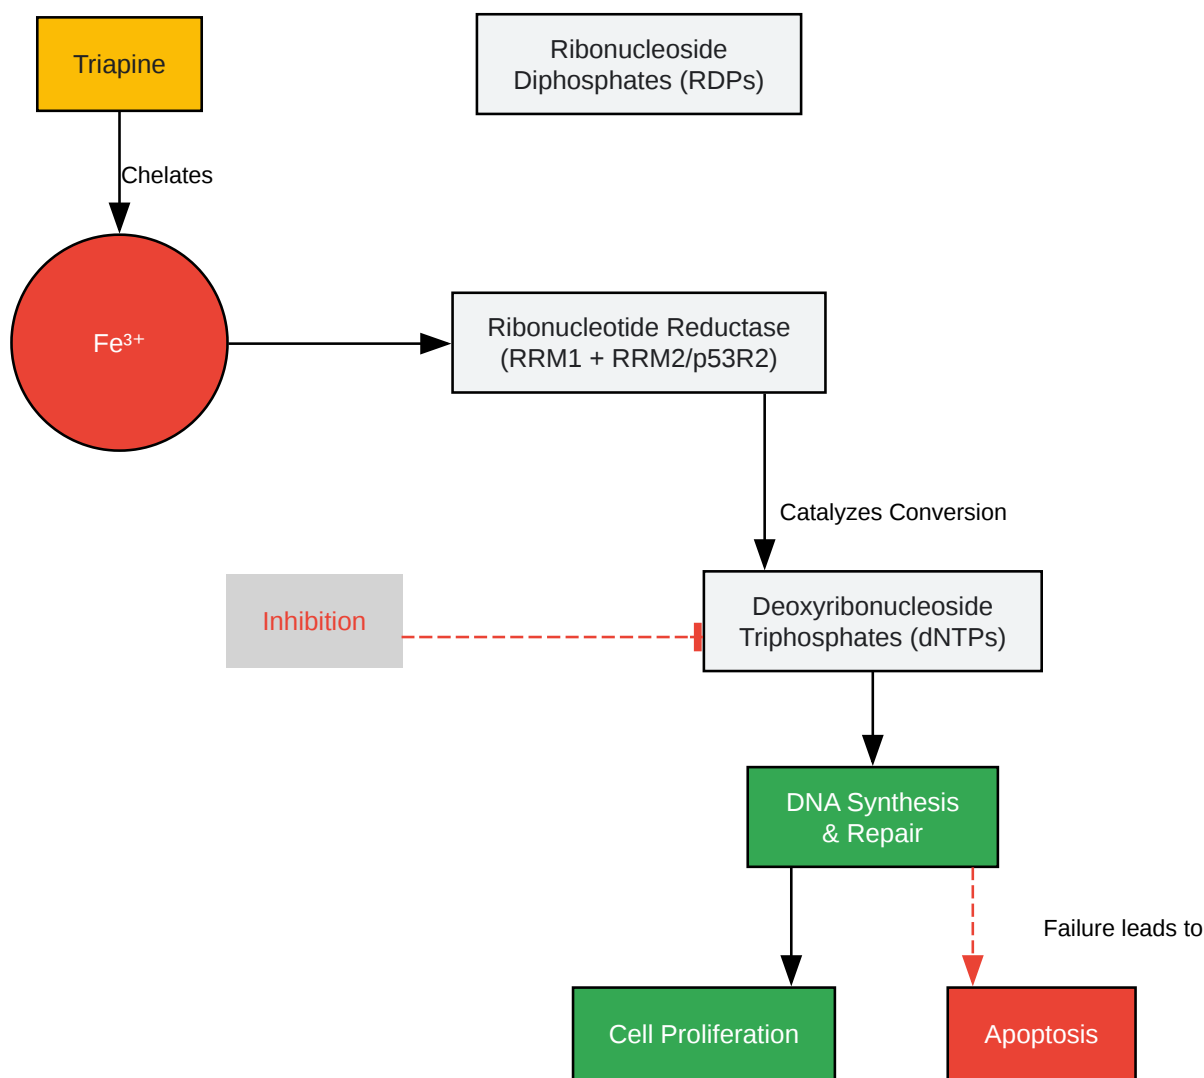 Triapine
Ribonucleoside
Diphosphates (RDPs)
Chelates
Fe³⁺
Ribonucleotide Reductase
(RRM1 + RRM2/p53R2)
Catalyzes Conversion
Inhibition
Deoxyribonucleoside
Triphosphates (dNTPs)
DNA Synthesis
& Repair
Failure leads to
Cell Proliferation
Apoptosis